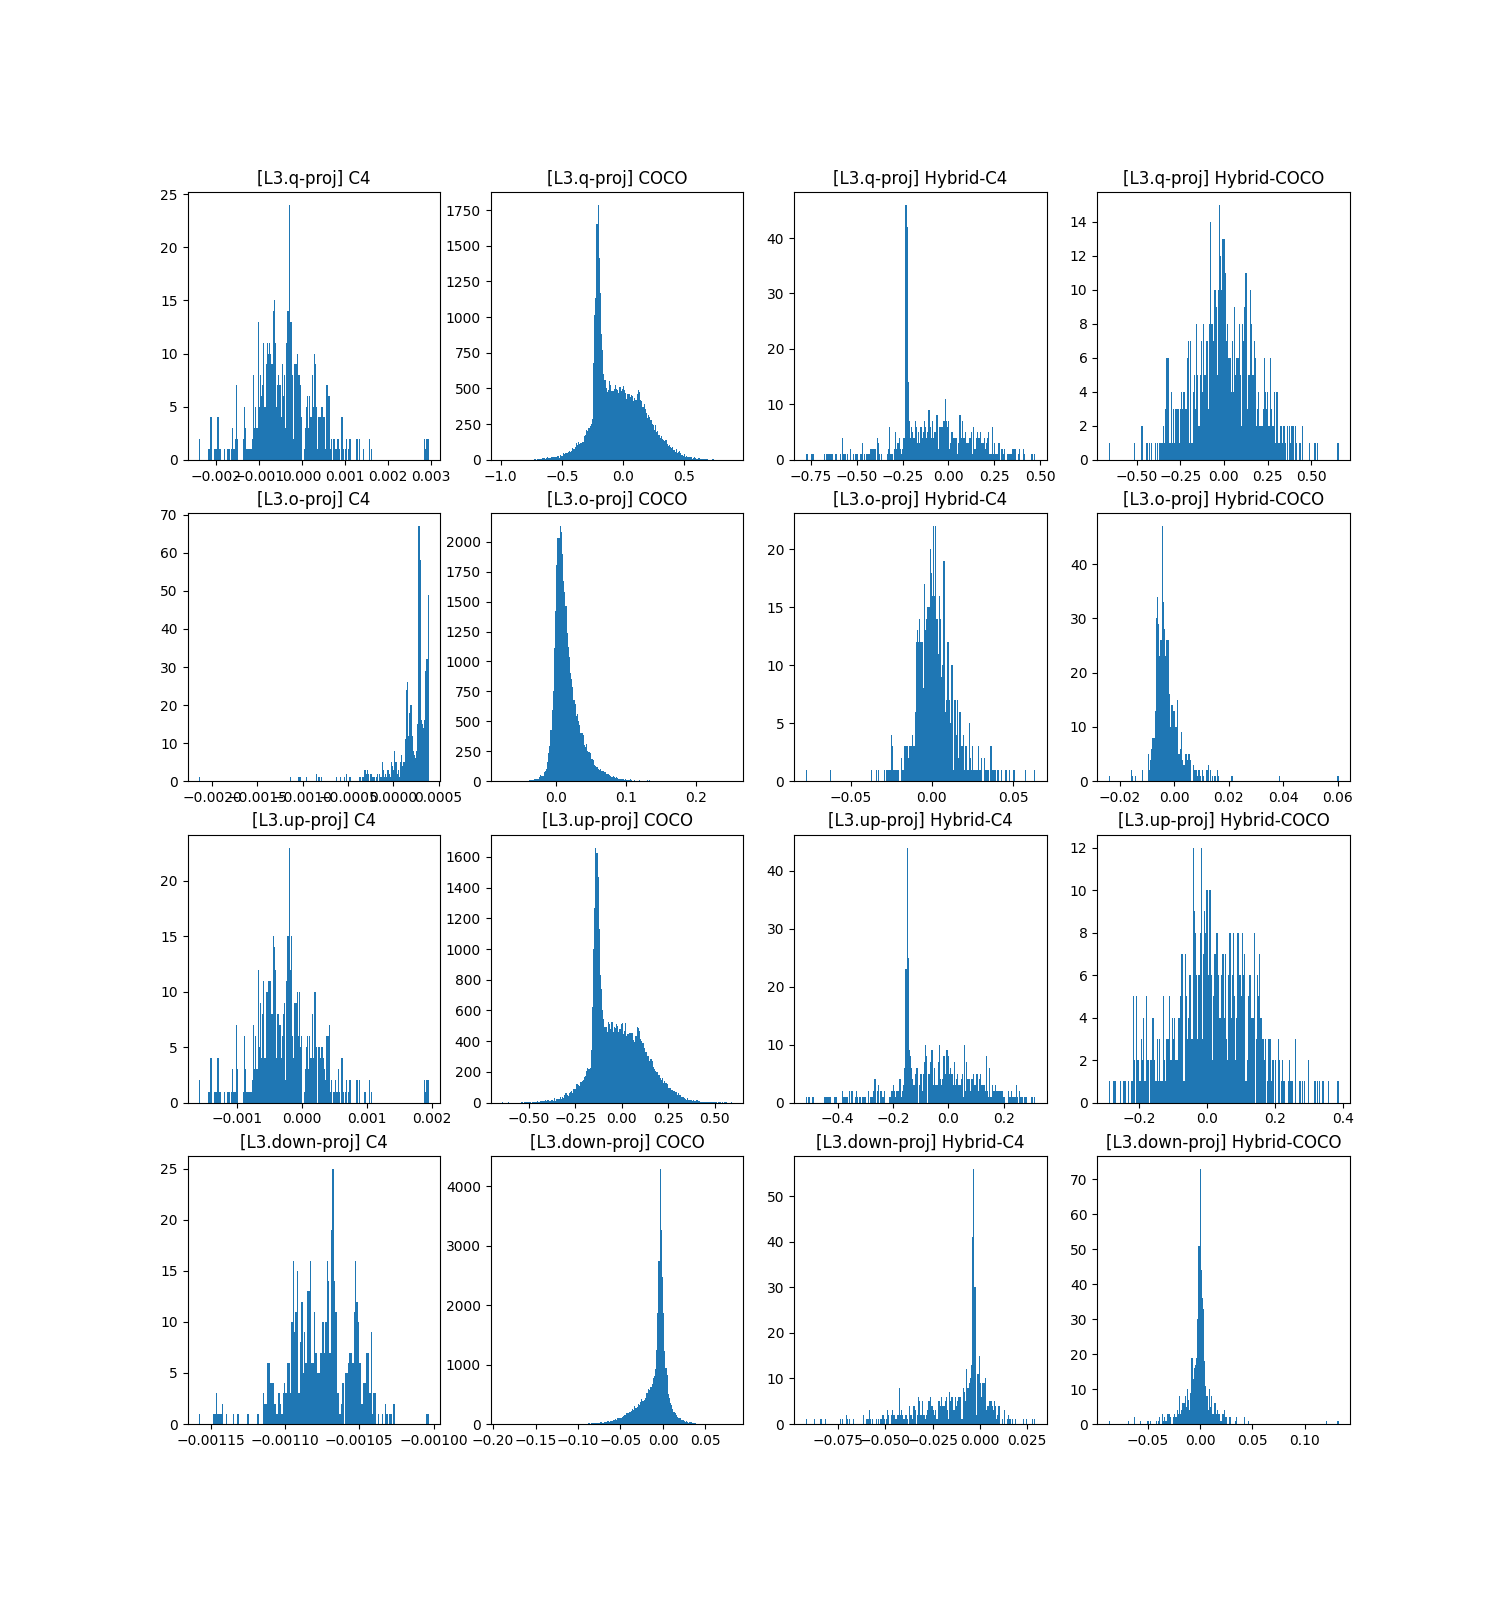 [L3.q-proj] C4 [L3.q-proj] COCO [L3.q-proj] Hybrid-C4 [L3.q-proj] Hybrid-COCO
25 20 15 10 5 0
1750 1500 1250 1000 750 500 250 0
40 30 20 10 0
14 12 10 8 6 4 2 0
−0.002 −0.001 0.000 0.001 0.002 0.003
−1.0 −0.5 0.0 0.5
−0.75 −0.50 −0.25 0.00 0.25 0.50
−0.50 −0.25 0.00 0.25 0.50
[L3.o-proj] C4 [L3.o-proj] COCO [L3.o-proj] Hybrid-C4 [L3.o-proj] Hybrid-COCO
70 60 50 40 30 20 10 0
2000 1750 1500 1250 1000 750 500 250 0
20 15 10 5 0
40 30 20 10 0
−0.00020 −0.00015 −0.00010 −0.00005 0.00000 0.00005
0.0 0.1 0.2
−0.05 0.00 0.05
−0.02 0.00 0.02 0.04 0.06
[L3.up-proj] C4 [L3.up-proj] COCO [L3.up-proj] Hybrid-C4 [L3.up-proj] Hybrid-COCO
20 15 10 5 0
1600 1400 1200 1000 800 600 400 200 0
40 30 20 10 0
12 10 8 6 4 2 0
−0.001 0.000 0.001 0.002
−0.50 −0.25 0.00 0.25 0.50
−0.4 −0.2 0.0 0.2
−0.2 0.0 0.2 0.4
[L3.down-proj] C4 [L3.down-proj] COCO [L3.down-proj] Hybrid-C4 [L3.down-proj] Hybrid-COCO
25 20 15 10 5 0
4000 3000 2000 1000 0
50 40 30 20 10 0
70 60 50 40 30 20 10 0
−0.00115 −0.00110 −0.00105 −0.00100
−0.20 −0.15 −0.10 −0.05 0.00 0.05
−0.075 −0.050 −0.025 0.000 0.025
−0.05 0.00 0.05 0.10